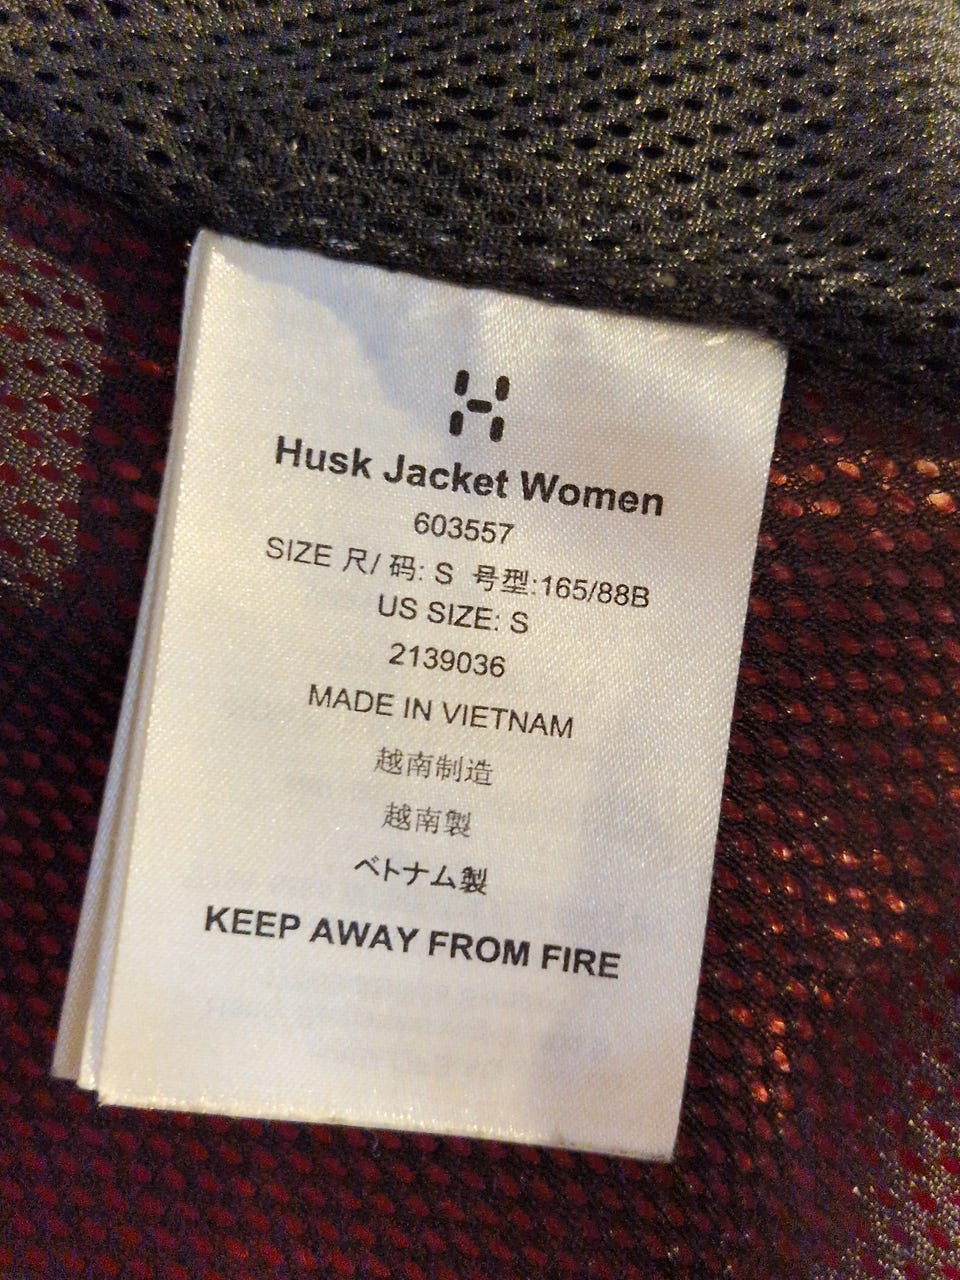 Husk Jacket Women
603557
SIZE 尺/ 码: S 号型:165/88B
US SIZE: S
2139036
MADE IN VIETNAM
越南制造
越南製
ベトナム製
KEEP AWAY FROM FIRE